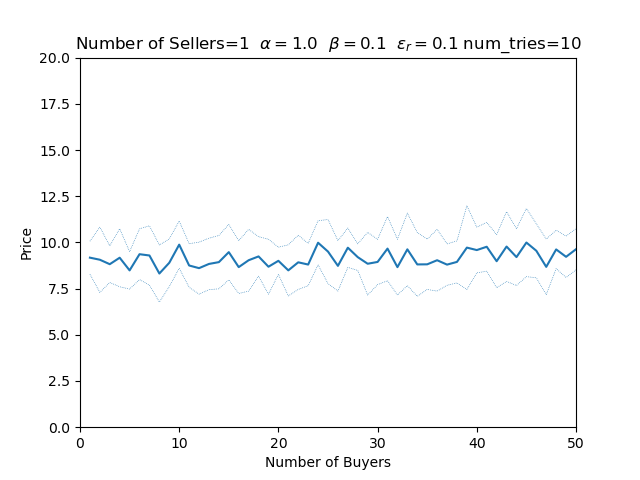 Number of Sellers=1 α = 1.0 β = 0.1 ε_r = 0.1 num_tries=10
20.0
17.5
15.0
12.5
10.0
7.5
5.0
2.5
0.0
Price
0 10 20 30 40 50
Number of Buyers